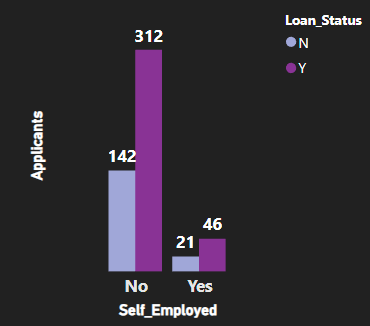 Loan_Status
N
Y
312
142
46
21
Applicants
No Yes
Self_Employed